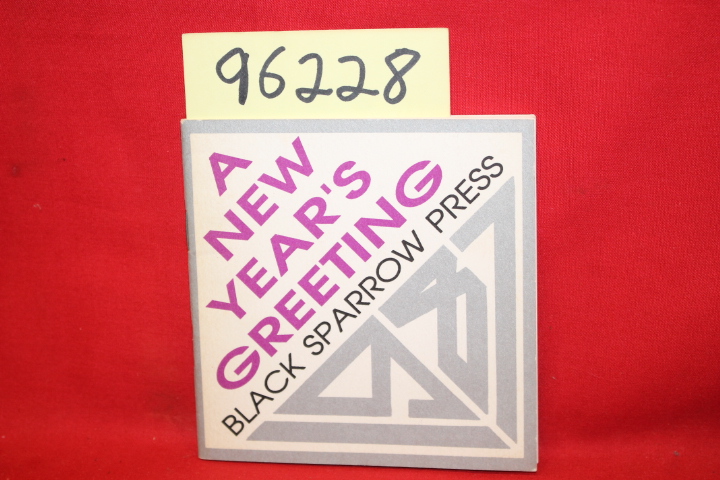 96228
A
NEW
YEAR'S
GREETING
BLACK SPARROW PRESS